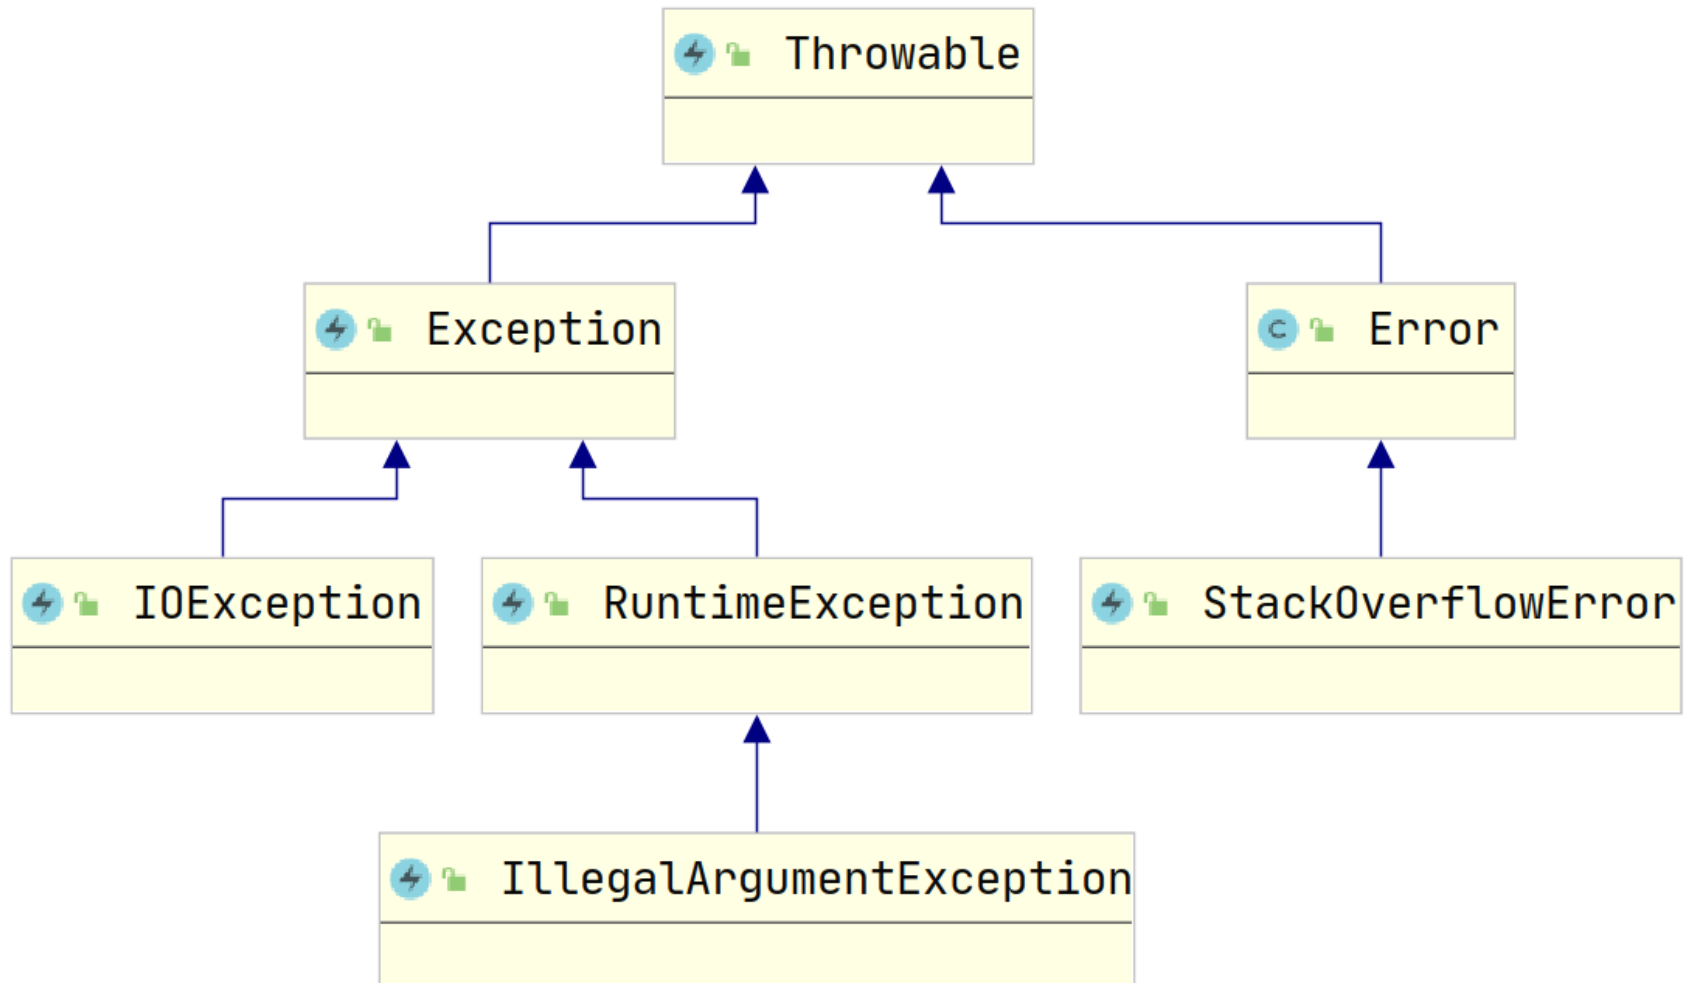 Throwable
Exception
C Error
IOException
RuntimeException
StackOverflowError
IllegalArgumentException